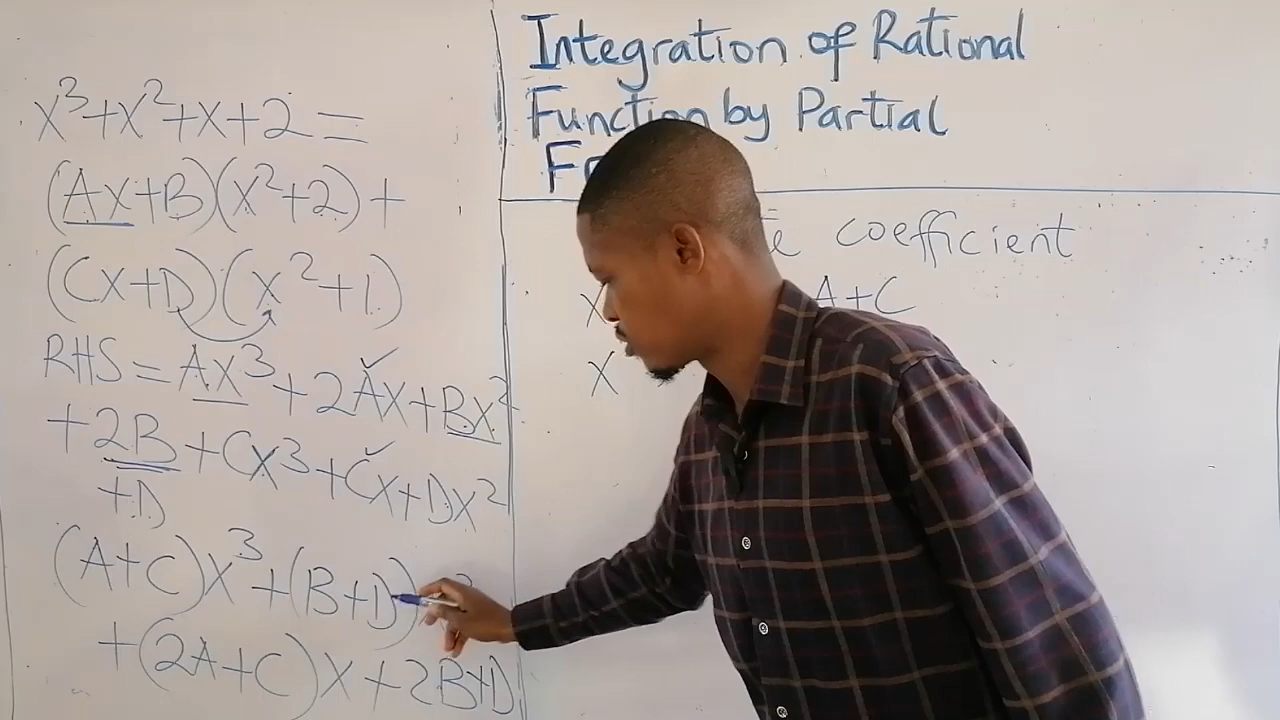 x³+x²+x+2=
(Ax+B)(x²+2)+
(Cx+D)(x²+1)
RHS=Ax³+2Ax+Bx²
+2B+Cx³+Cx+Dx²
+D
(A+C)x³+(B+D)
+(2A+C)x+2B+D
Integration of Rational
Function by Partial
coefficient
x A+C
x